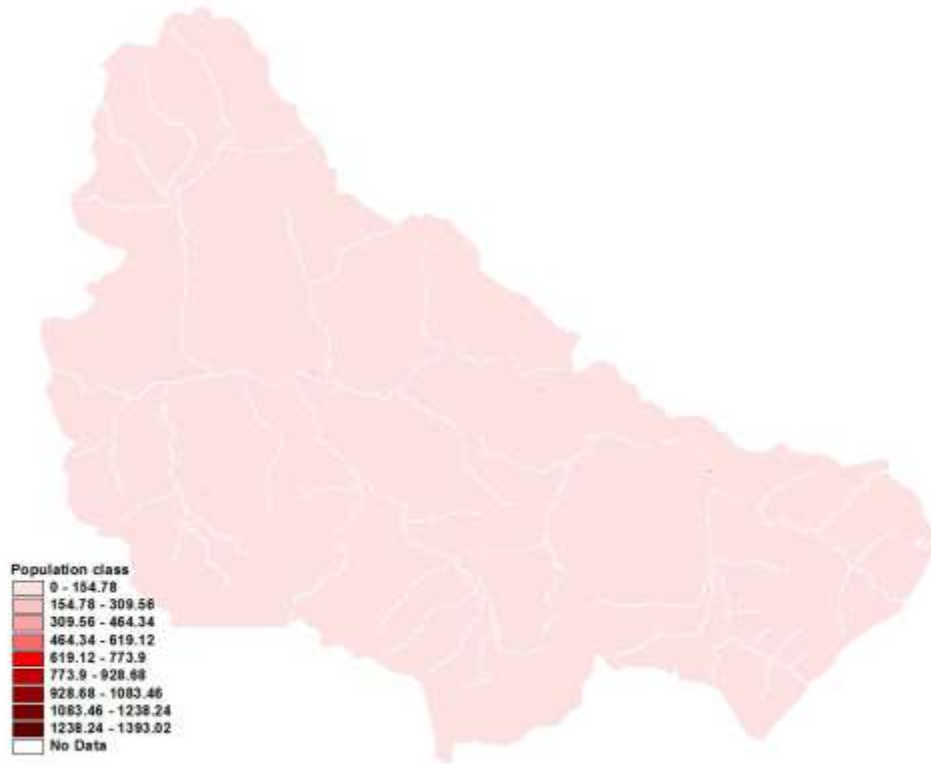 Population class
0 - 154.78
154.78 - 309.56
309.56 - 464.34
464.34 - 619.12
619.12 - 773.9
773.9 - 928.68
928.68 - 1083.46
1083.46 - 1238.24
1238.24 - 1393.02
No Data